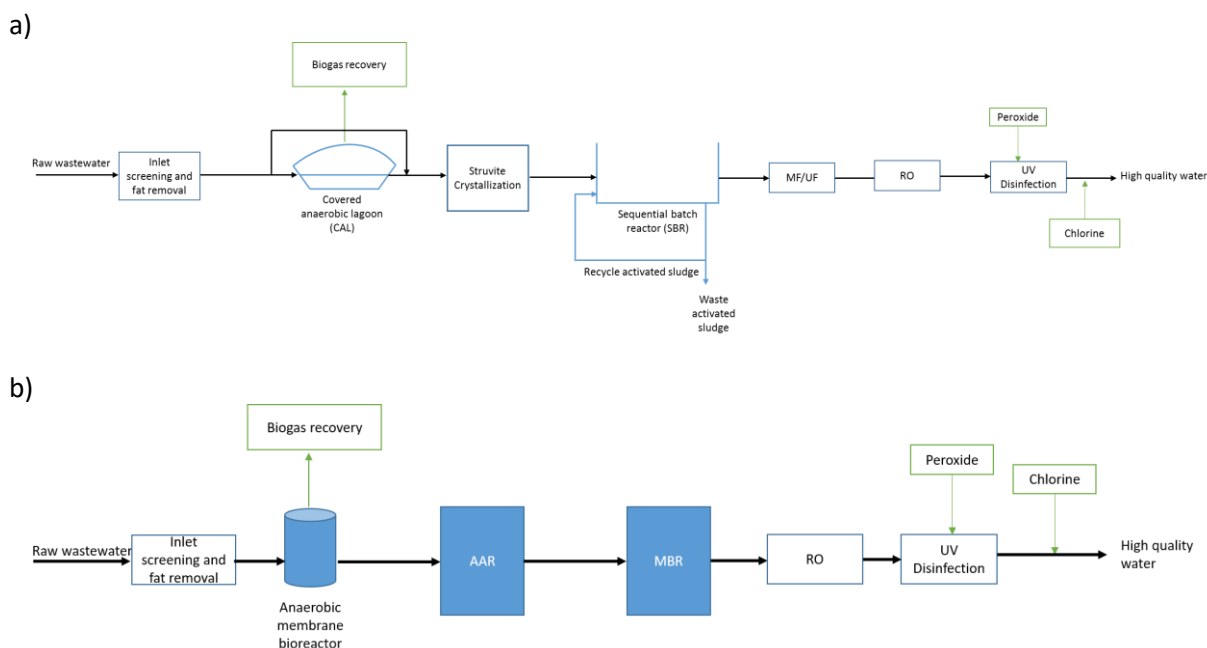 a)
Biogas recovery
Raw wastewater
Inlet
screening and
fat removal
Covered
anaerobic lagoon
(CAL)
Struvite
Crystallization
Sequential batch
reactor (SBR)
Recycle activated sludge
Waste
activated
sludge
MF/UF
RO
Peroxide
UV
Disinfection
High quality water
Chlorine
b)
Biogas recovery
Raw wastewater
Inlet
screening and
fat removal
Anaerobic
membrane
bioreactor
AAR
MBR
RO
Peroxide
UV
Disinfection
Chlorine
High quality
water